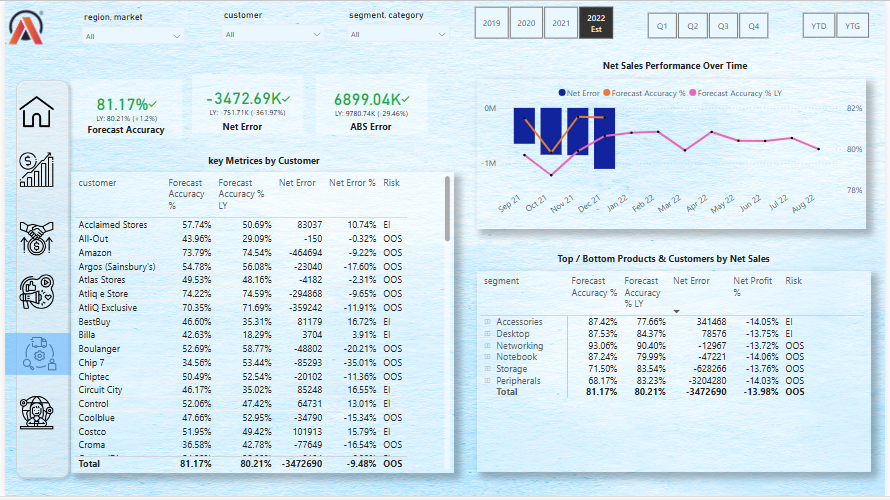 region, market
All
customer
All
segment, category
All
2019
2020
2021
2022
Est
Q1
Q2
Q3
Q4
YTD
YTG
81.17%
LY: 80.21% (+1.2%)
Forecast Accuracy
-3472.69K
LY: -751.71K (-361.97%)
Net Error
6899.04K
LY: 9780.74K (-29.46%)
ABS Error
Net Sales Performance Over Time
Net Error Forecast Accuracy % Forecast Accuracy % LY
0M
-1M
82%
80%
78%
Sep 21 Oct 21 Nov 21 Dec 21 Jan 22 Feb 22 Mar 22 Apr 22 May 22 Jun 22 Jul 22 Aug 22
key Metrices by Customer
customer Forecast Accuracy % Forecast Accuracy % LY Net Error Net Error % Risk
Acclaimed Stores 57.74% 50.69% 83037 10.74% EI
All-Out 43.96% 29.09% -150 -0.32% OOS
Amazon 73.79% 74.54% -464694 -9.22% OOS
Argos (Sainsbury's) 54.78% 56.08% -23040 -17.60% OOS
Atlas Stores 49.53% 48.16% -4182 -2.31% OOS
Atliq e Store 74.22% 74.59% -294868 -9.65% OOS
AtliQ Exclusive 70.35% 71.69% -359242 -11.91% OOS
BestBuy 46.60% 35.31% 81179 16.72% EI
Billa 42.63% 18.29% 3704 3.91% EI
Boulanger 52.69% 58.77% -48802 -20.21% OOS
Chip 7 34.56% 53.44% -85293 -35.01% OOS
Chiptec 50.49% 52.54% -20102 -11.36% OOS
Circuit City 46.17% 35.02% 85248 16.55% EI
Control 52.06% 47.42% 64731 13.01% EI
Coolblue 47.66% 52.95% -34790 -15.34% OOS
Costco 51.95% 49.42% 101913 15.79% EI
Croma 36.58% 42.78% -77649 -16.54% OOS
Total 81.17% 80.21% -3472690 -9.48% OOS
Top / Bottom Products & Customers by Net Sales
segment Forecast Accuracy % Forecast Accuracy % LY Net Error Net Profit % Risk
Accessories 87.42% 77.66% 341468 -14.05% EI
Desktop 87.53% 84.37% 78576 -13.75% EI
Networking 93.06% 90.40% -12967 -13.72% OOS
Notebook 87.24% 79.99% -47221 -14.06% OOS
Storage 71.50% 83.54% -628266 -13.76% OOS
Peripherals 68.17% 83.23% -3204280 -14.03% OOS
Total 81.17% 80.21% -3472690 -13.98% OOS